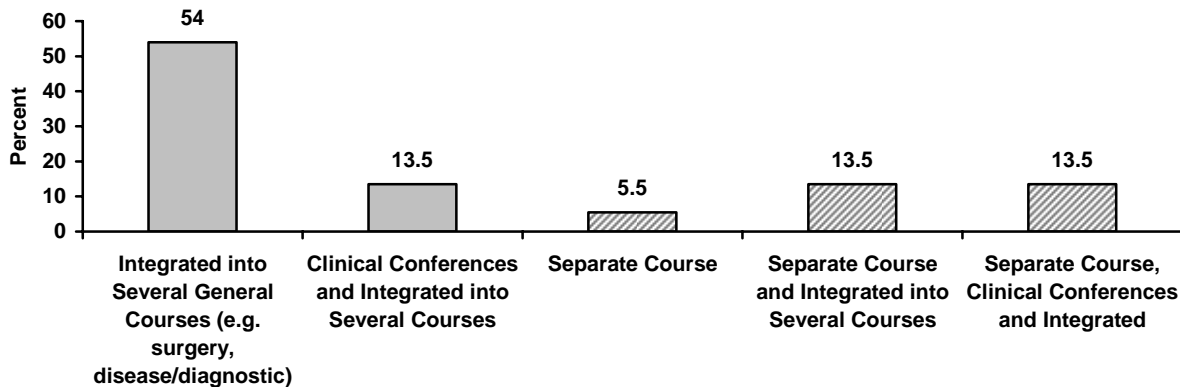 Percent
60
50
40
30
20
10
0
54
13.5
5.5
13.5
13.5
Integrated into
Several General
Courses (e.g.
surgery,
disease/diagnostic)
Clinical Conferences
and Integrated into
Several Courses
Separate Course
Separate Course
and Integrated into
Several Courses
Separate Course,
Clinical Conferences
and Integrated